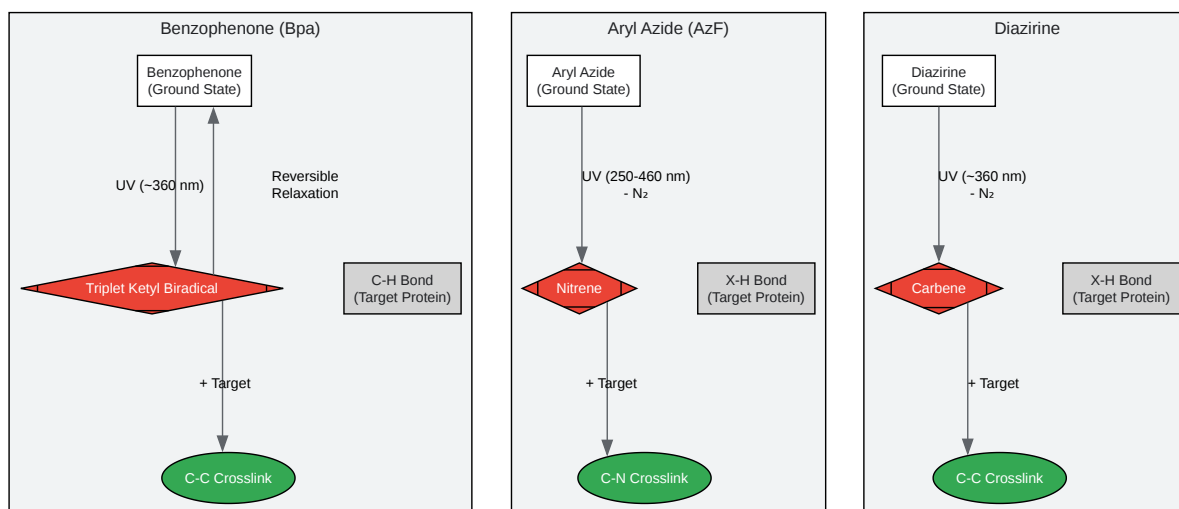 Benzophenone (Bpa)
Benzophenone
(Ground State)
UV (~360 nm)
Reversible
Relaxation
Triplet Ketyl Biradical
C-H Bond
(Target Protein)
+ Target
C-C Crosslink
Aryl Azide (AzF)
Aryl Azide
(Ground State)
UV (250-460 nm)
- N₂
Nitrene
X-H Bond
(Target Protein)
+ Target
C-N Crosslink
Diazirine
Diazirine
(Ground State)
UV (~360 nm)
- N₂
Carbene
X-H Bond
(Target Protein)
+ Target
C-C Crosslink